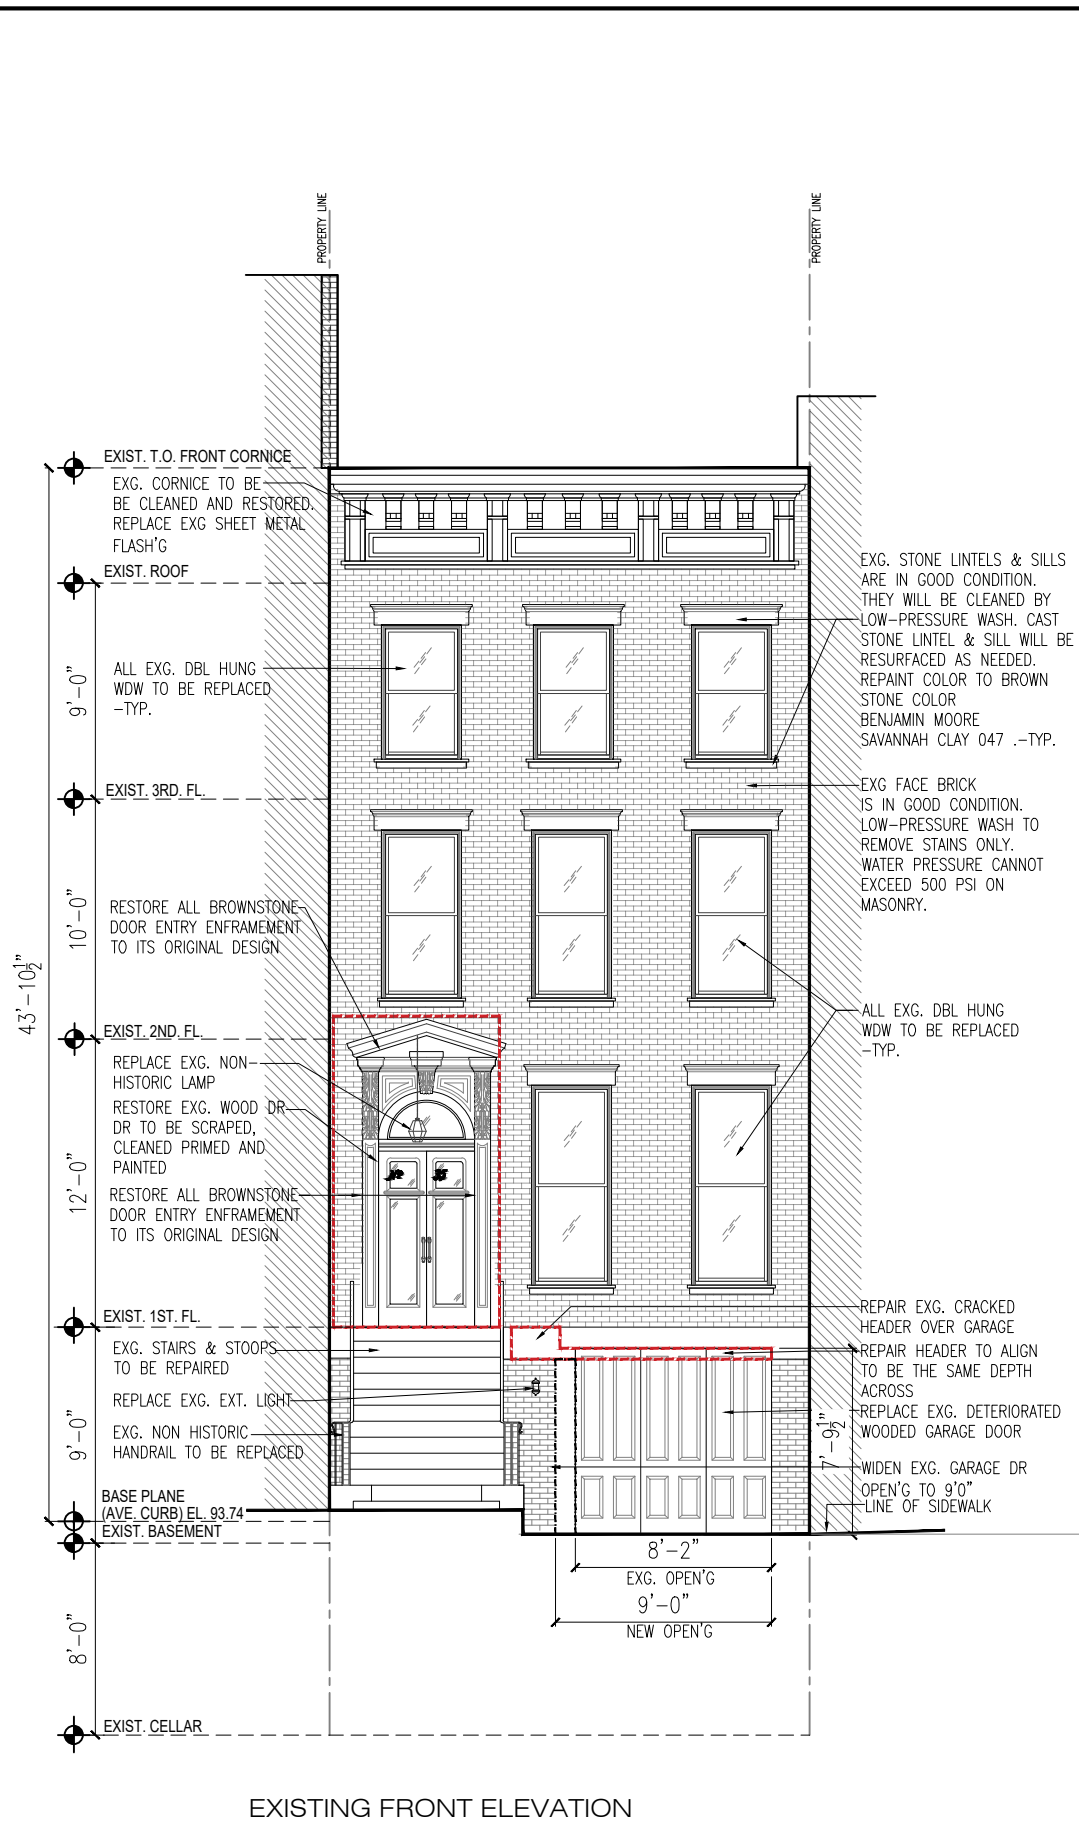 PROPERTY LINE
PROPERTY LINE
EXIST. T.O. FRONT CORNICE
EXG. CORNICE TO BE
BE CLEANED AND RESTORED.
REPLACE EXG SHEET METAL
FLASH'G
EXIST. ROOF
EXG. STONE LINTELS & SILLS
ARE IN GOOD CONDITION.
THEY WILL BE CLEANED BY
LOW-PRESSURE WASH. CAST
STONE LINTEL & SILL WILL BE
RESURFACED AS NEEDED.
REPAINT COLOR TO BROWN
STONE COLOR
BENJAMIN MOORE
SAVANNAH CLAY 047 .-TYP.
ALL EXG. DBL HUNG
WDW TO BE REPLACED
-TYP.
9'-0"
EXIST. 3RD. FL.
EXG FACE BRICK
IS IN GOOD CONDITION.
LOW-PRESSURE WASH TO
REMOVE STAINS ONLY.
WATER PRESSURE CANNOT
EXCEED 500 PSI ON
MASONRY.
RESTORE ALL BROWNSTONE
DOOR ENTRY ENFRAMEMENT
TO ITS ORIGINAL DESIGN
10'-0"
43'-10 1/2"
ALL EXG. DBL HUNG
WDW TO BE REPLACED
-TYP.
EXIST. 2ND. FL.
REPLACE EXG. NON-
HISTORIC LAMP
RESTORE EXG. WOOD DR
DR TO BE SCRAPED,
CLEANED PRIMED AND
PAINTED
12'-0"
RESTORE ALL BROWNSTONE
DOOR ENTRY ENFRAMEMENT
TO ITS ORIGINAL DESIGN
EXIST. 1ST. FL.
REPAIR EXG. CRACKED
HEADER OVER GARAGE
EXG. STAIRS & STOOPS
TO BE REPAIRED
REPAIR HEADER TO ALIGN
TO BE THE SAME DEPTH
ACROSS
REPLACE EXG. EXT. LIGHT
REPLACE EXG. DETERIORATED
WOODED GARAGE DOOR
9'-0"
EXG. NON HISTORIC
HANDRAIL TO BE REPLACED
7'-9 1/2"
WIDEN EXG. GARAGE DR
OPEN'G TO 9'0"
LINE OF SIDEWALK
BASE PLANE
(AVE. CURB) EL. 93.74
EXIST. BASEMENT
8'-2"
EXG. OPEN'G
9'-0"
NEW OPEN'G
8'-0"
EXIST. CELLAR
EXISTING FRONT ELEVATION